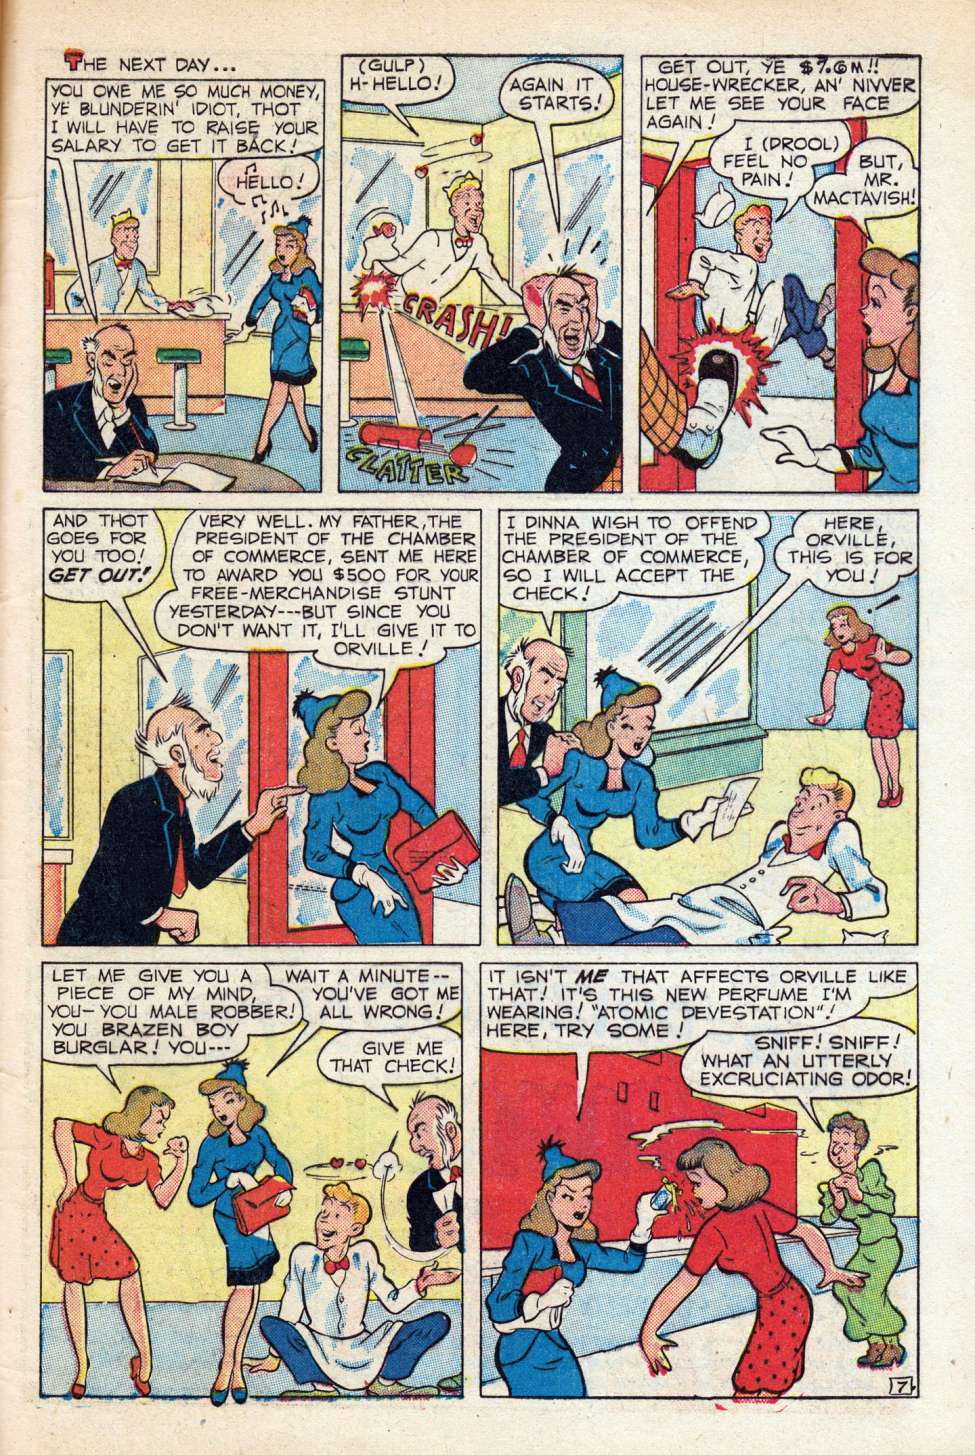 THE NEXT DAY...
YOU OWE ME SO MUCH MONEY,
YE BLUNDERIN' IDIOT, THOT
I WILL HAVE TO RAISE YOUR
SALARY TO GET IT BACK!
HELLO!
(GULP)
H-HELLO!
AGAIN IT
STARTS!
CRASH!
CLATTER
GET OUT, YE $7.6M!!
HOUSE-WRECKER, AN' NIVVER
LET ME SEE YOUR FACE
AGAIN!
I (DROOL)
FEEL NO
PAIN!
BUT,
MR.
MACTAVISH!
AND THOT
GOES FOR
YOU TOO!
GET OUT!
VERY WELL. MY FATHER, THE
PRESIDENT OF THE CHAMBER
OF COMMERCE, SENT ME HERE
TO AWARD YOU $500 FOR YOUR
FREE-MERCHANDISE STUNT
YESTERDAY---BUT SINCE YOU
DON'T WANT IT, I'LL GIVE IT TO
ORVILLE!
I DINNA WISH TO OFFEND
THE PRESIDENT OF THE
CHAMBER OF COMMERCE,
SO I WILL ACCEPT THE
CHECK!
HERE,
ORVILLE,
THIS IS FOR
YOU!
!
LET ME GIVE YOU A
PIECE OF MY MIND,
YOU- YOU MALE ROBBER!
YOU BRAZEN BOY
BURGLAR! YOU---
WAIT A MINUTE--
YOU'VE GOT ME
ALL WRONG!
GIVE ME
THAT CHECK!
IT ISN'T ME THAT AFFECTS ORVILLE LIKE
THAT! IT'S THIS NEW PERFUME I'M
WEARING! "ATOMIC DEVESTATION"!
HERE, TRY SOME!
SNIFF! SNIFF!
WHAT AN UTTERLY
EXCRUCIATING ODOR!
7